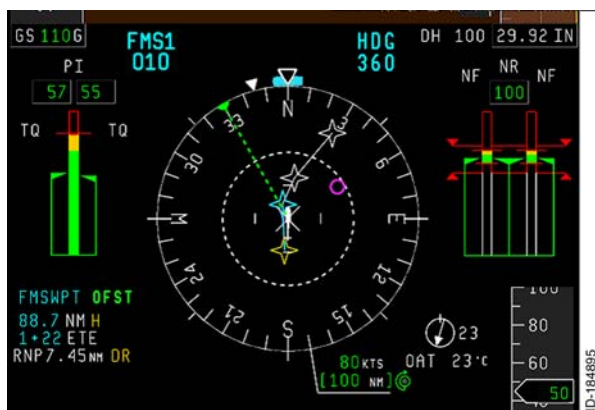 GS 110G
FMS1
010
HDG
360
DH 100
29.92 IN
PI
57 55
TQ
TQ
NF
NR
NF
100
N
3
6
E
12
15
S
21
24
W
30
33
FMSWPT OFST
88.7 NM H
1+22 ETE
RNP7.45NM DR
80KTS
[100 NM]
23
OAT 23°C
100
80
60
50
ID-184895